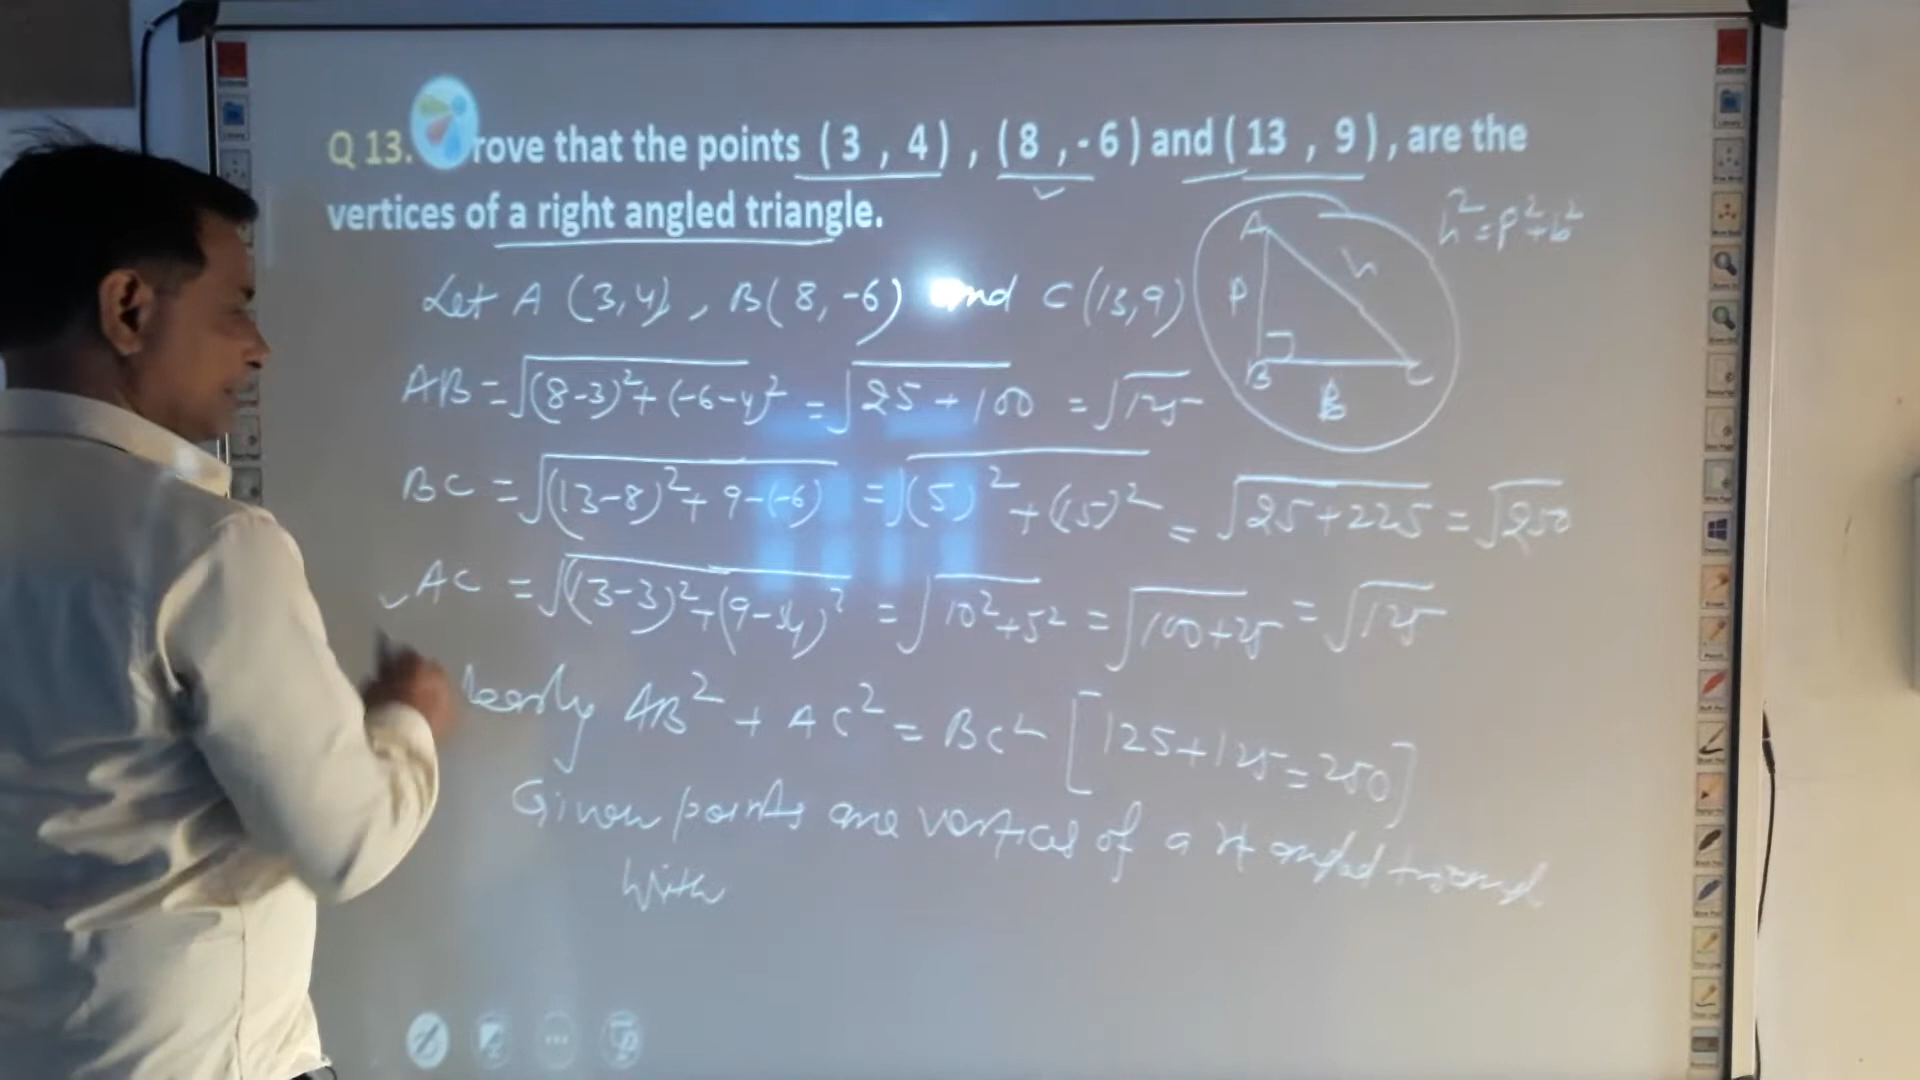 Q 13. rove that the points ( 3 , 4 ) , ( 8 , - 6 ) and ( 13 , 9 ) , are the
vertices of a right angled triangle.
h² = p² + b²
A
h
P
B
C
B
Let A (3,4), B(8,-6) and C(13,9)
AB = √(8-3)²+(-6-4)² = √25+100 = √125
BC = √(13-8)²+9-(-6) = √(5)²+(15)² = √25+225 = √250
AC = √(13-3)²+(9-4)² = √10²+5² = √100+25 = √125
learly AB² + AC² = BC² [125+125=250]
Given points are vertices of a rt angled
with